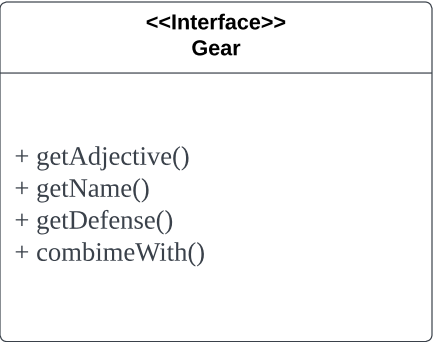 <<Interface>>
Gear
+ getAdjective()
+ getName()
+ getDefense()
+ combimeWith()